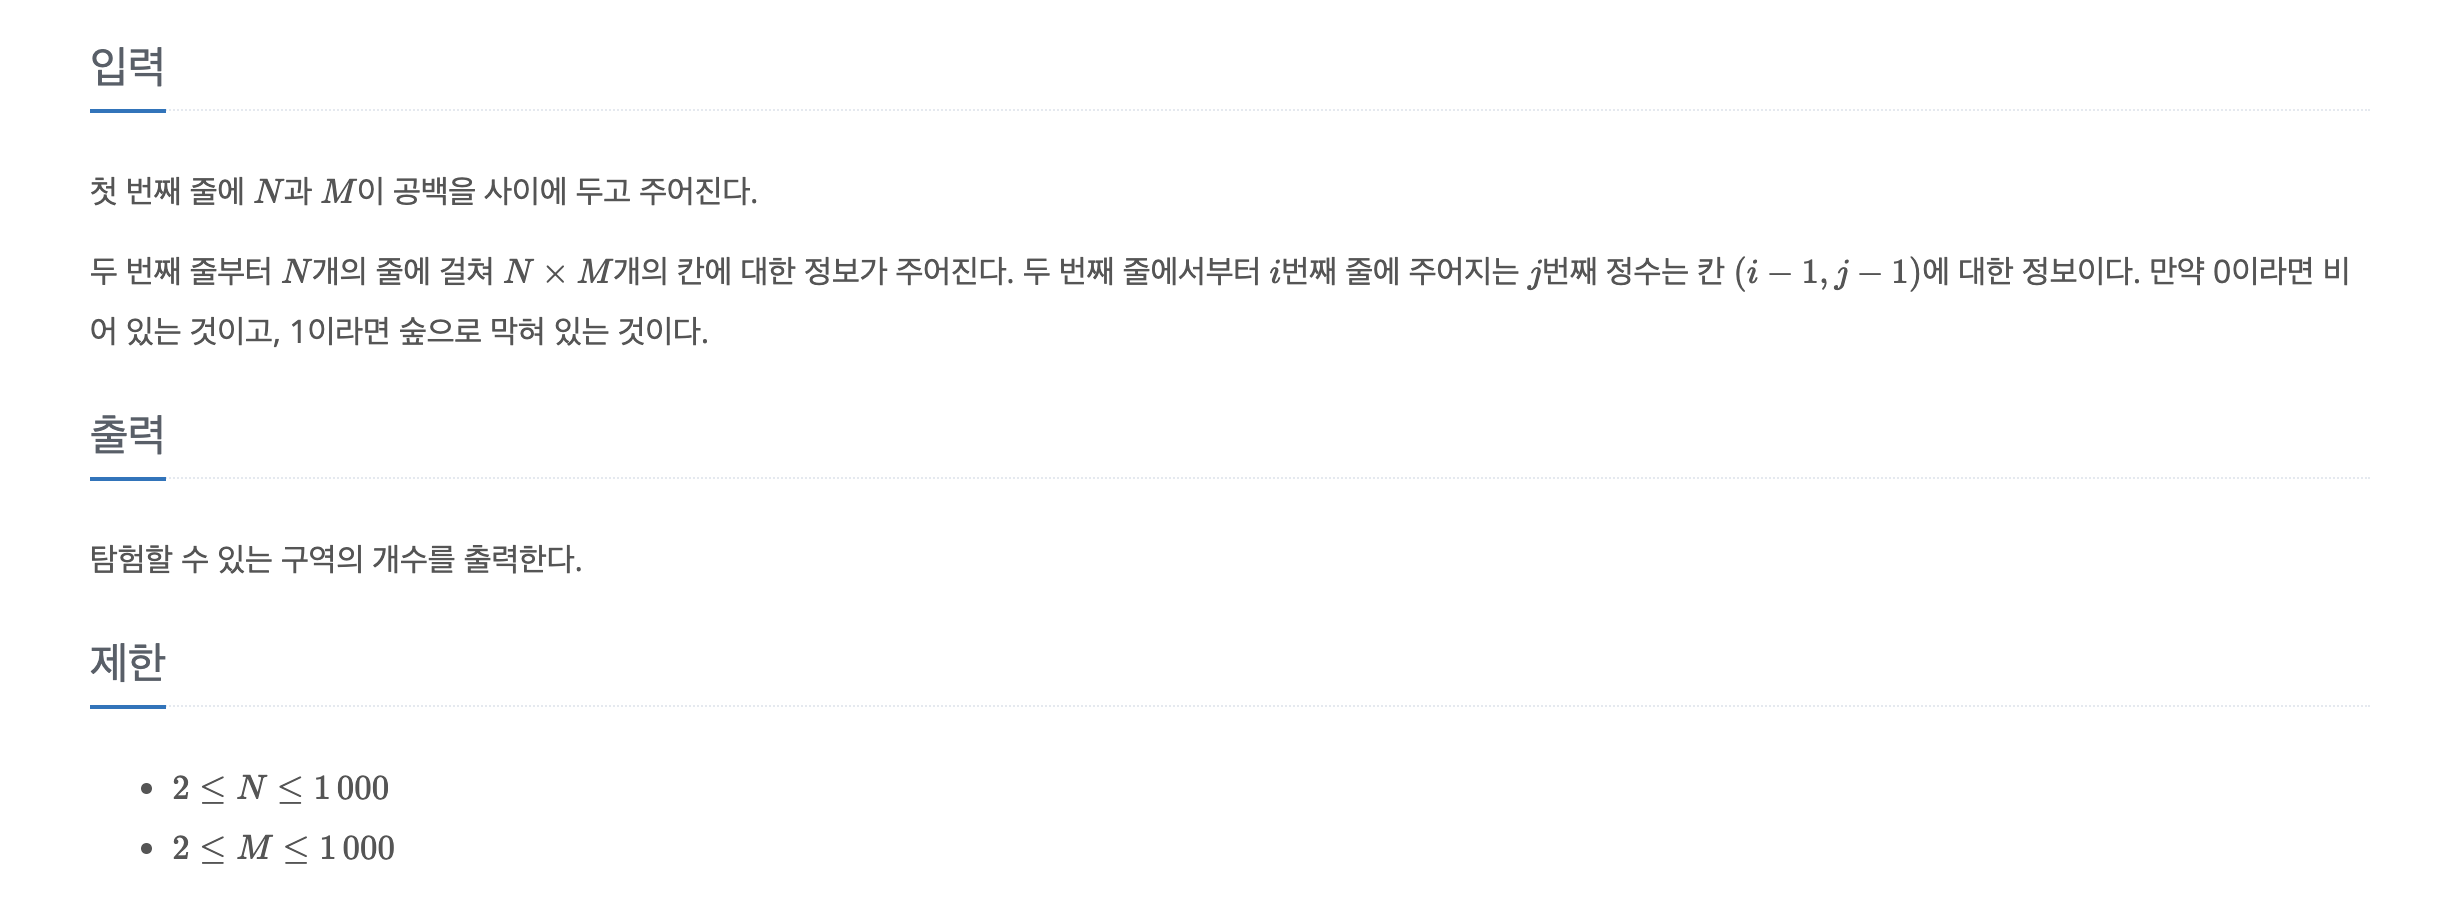 입력
첫 번째 줄에 N과 M이 공백을 사이에 두고 주어진다.
두 번째 줄부터 N개의 줄에 걸쳐 N × M개의 칸에 대한 정보가 주어진다. 두 번째 줄에서부터 i번째 줄에 주어지는 j번째 정수는 칸 (i − 1, j − 1)에 대한 정보이다. 만약 0이라면 비
어 있는 것이고, 1이라면 숲으로 막혀 있는 것이다.
출력
탐험할 수 있는 구역의 개수를 출력한다.
제한
• 2 ≤ N ≤ 1 000
• 2 ≤ M ≤ 1 000